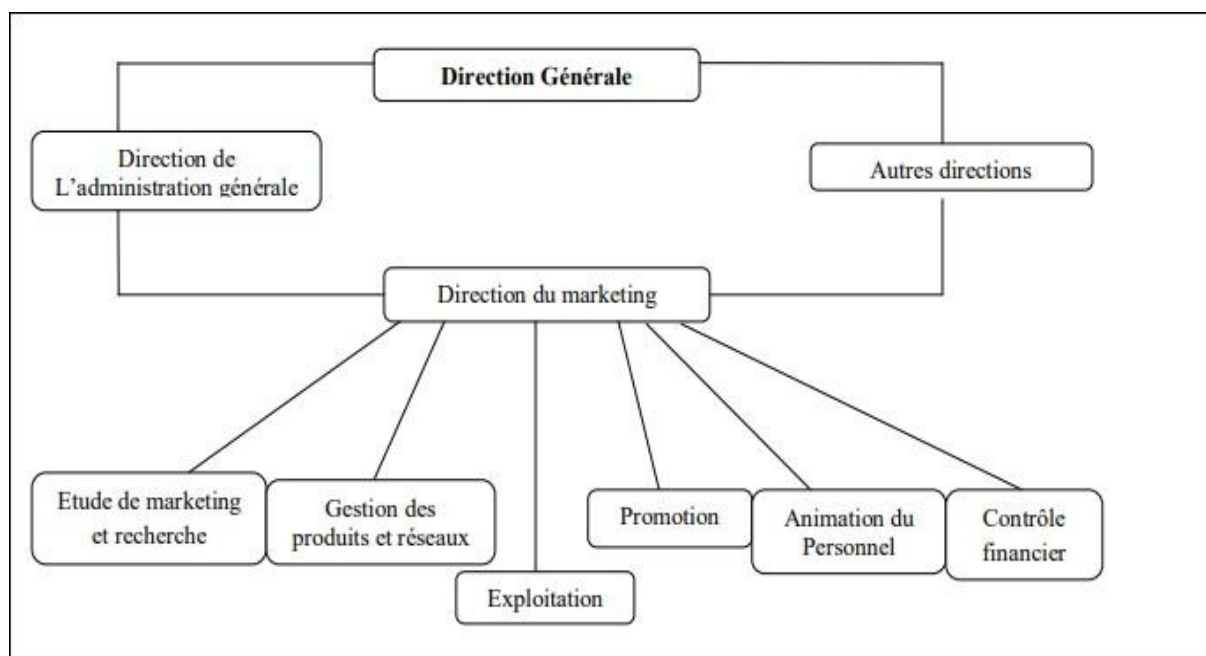 Direction Générale
Direction de
L'administration générale
Autres directions
Direction du marketing
Etude de marketing
et recherche
Gestion des
produits et réseaux
Exploitation
Promotion
Animation du
Personnel
Contrôle
financier